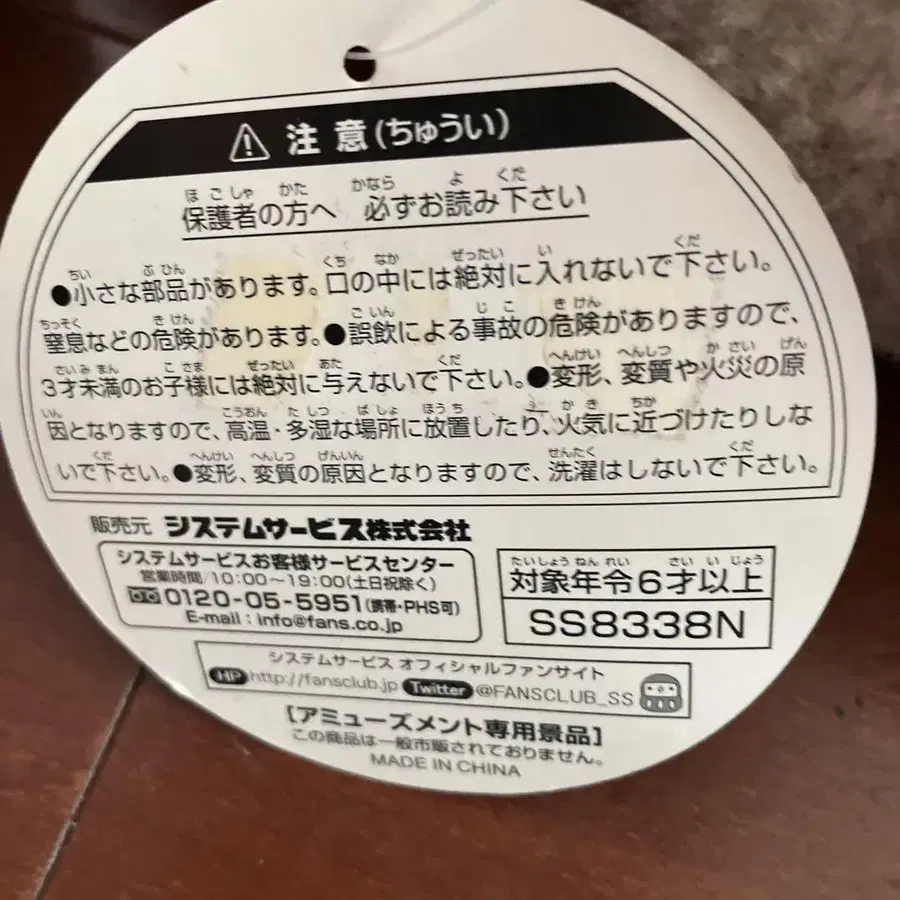 注意(ちゅうい)
保護者の方へ 必ずお読み下さい
●小さな部品があります。口の中には絶対に入れないで下さい。
窒息などの危険があります。●誤飲による事故の危険がありますので、
3才未満のお子様には絶対に与えないで下さい。●変形、変質や火災の原
因となりますので、高温・多湿な場所に放置したり、火気に近づけたりしな
いで下さい。●変形、変質の原因となりますので、洗濯はしないで下さい。
販売元 システムサービス株式会社
システムサービスお客様サービスセンター
営業時間/10:00〜19:00(土日祝除く)
0120-05-5951(携帯・PHS可)
E-mail : info@fans.co.jp
対象年令6才以上
SS8338N
システムサービス オフィシャルファンサイト
HP http://fansclub.jp Twitter @FANSCLUB_SS
[アミューズメント専用景品]
この商品は一般市販されておりません。
MADE IN CHINA